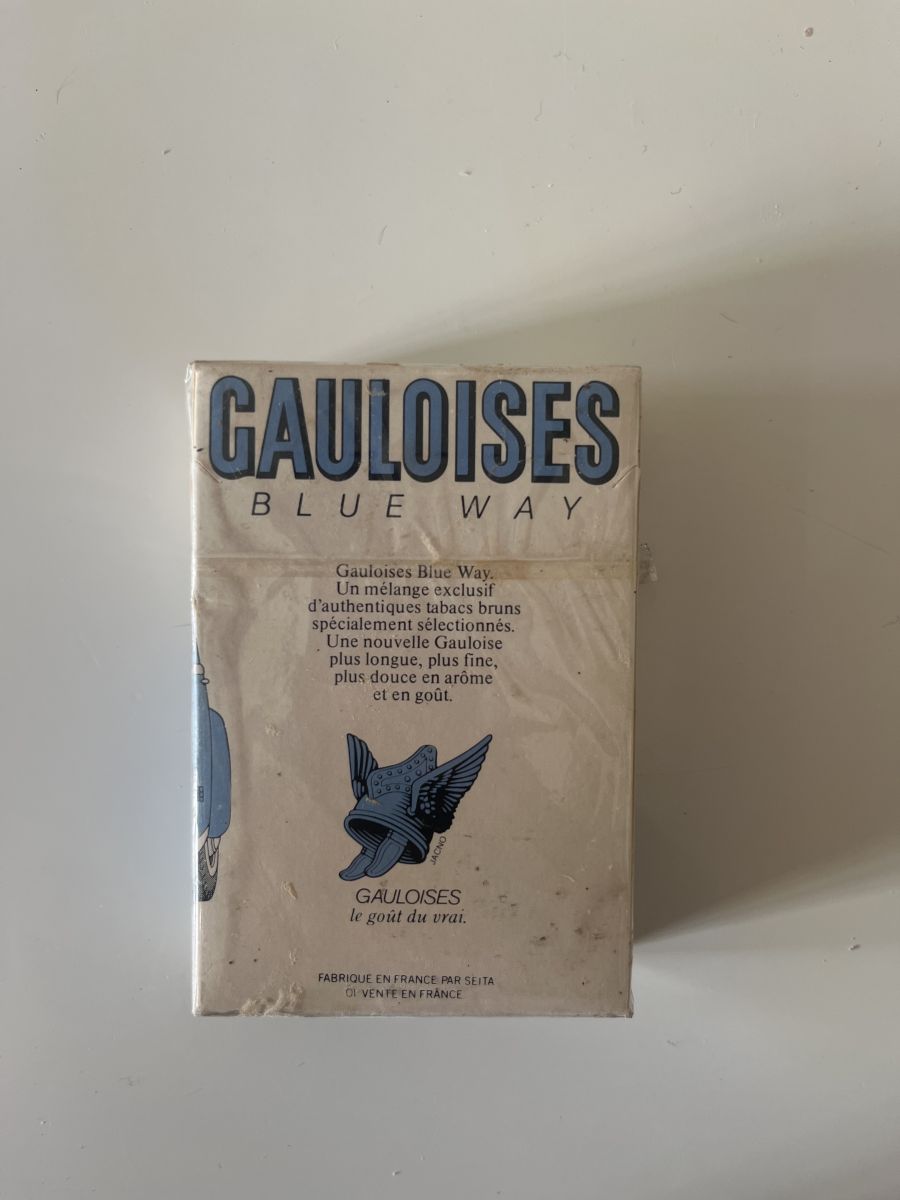 GAULOISES
BLUE WAY
Gauloises Blue Way.
Un mélange exclusif
d'authentiques tabacs bruns
spécialement sélectionnés.
Une nouvelle Gauloise
plus longue, plus fine,
plus douce en arôme
et en goût.
JACNO
GAULOISES
le goût du vrai.
FABRIQUE EN FRANCE PAR SEITA
VENTE EN FRANCE